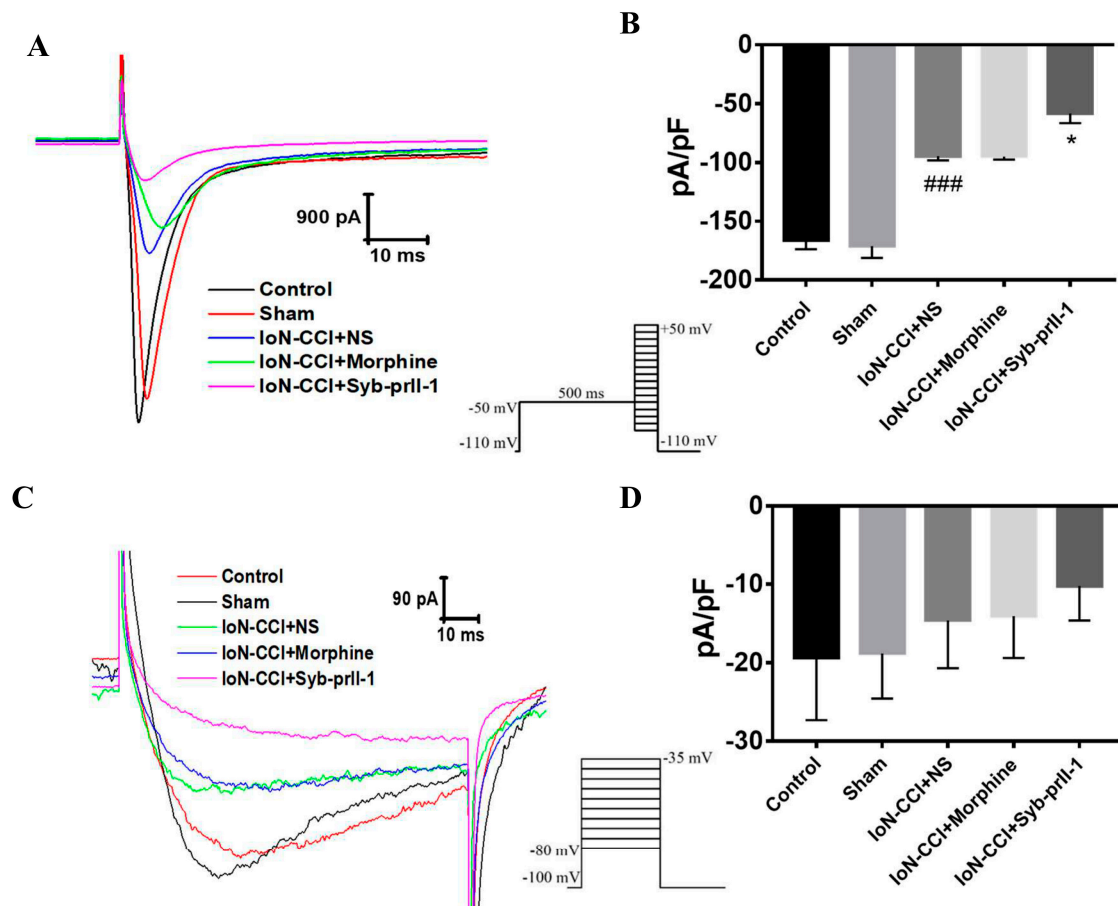 A
900 pA
10 ms
Control
Sham
IoN-CCI+NS
IoN-CCI+Morphine
IoN-CCI+Syb-prII-1
+50 mV
500 ms
-50 mV
-110 mV
-110 mV
B
pA/pF
0
-50
-100
-150
-200
###
*
Control
Sham
IoN-CCI+NS
IoN-CCI+Morphine
IoN-CCI+Syb-prII-1
C
Control
Sham
IoN-CCI+NS
IoN-CCI+Morphine
IoN-CCI+Syb-prII-1
90 pA
10 ms
-35 mV
-80 mV
-100 mV
D
pA/pF
0
-10
-20
-30
Control
Sham
IoN-CCI+NS
IoN-CCI+Morphine
IoN-CCI+Syb-prII-1